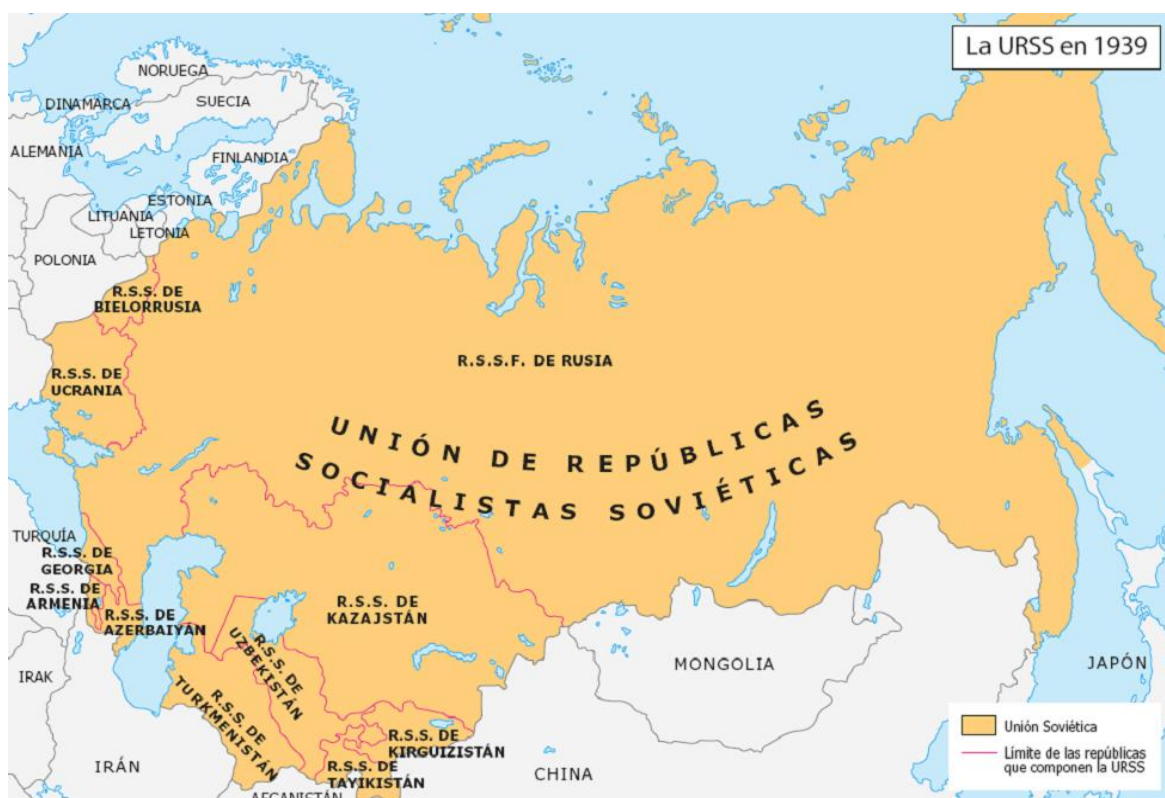 La URSS en 1939
NORUEGA
SUECIA
DINAMARCA
ALEMANIA
FINLANDIA
ESTONIA
LITUANIA
LETONIA
POLONIA
R.S.S. DE
BIELORRUSIA
R.S.S.F. DE RUSIA
R.S.S. DE
UCRANIA
UNIÓN DE REPÚBLICAS
SOCIALISTAS SOVIÉTICAS
TURQUÍA
R.S.S. DE
GEORGIA
R.S.S. DE
ARMENIA
R.S.S. DE
AZERBAIYÁN
R.S.S. DE
KAZAJSTÁN
R.S.S. DE
UZBEKISTÁN
R.S.S. DE
TURKMENISTÁN
R.S.S. DE
KIRGUIZISTÁN
R.S.S. DE
TAYIKISTÁN
IRAK
IRÁN
AFGANISTÁN
CHINA
MONGOLIA
JAPÓN
Unión Soviética
Límite de las repúblicas
que componen la URSS